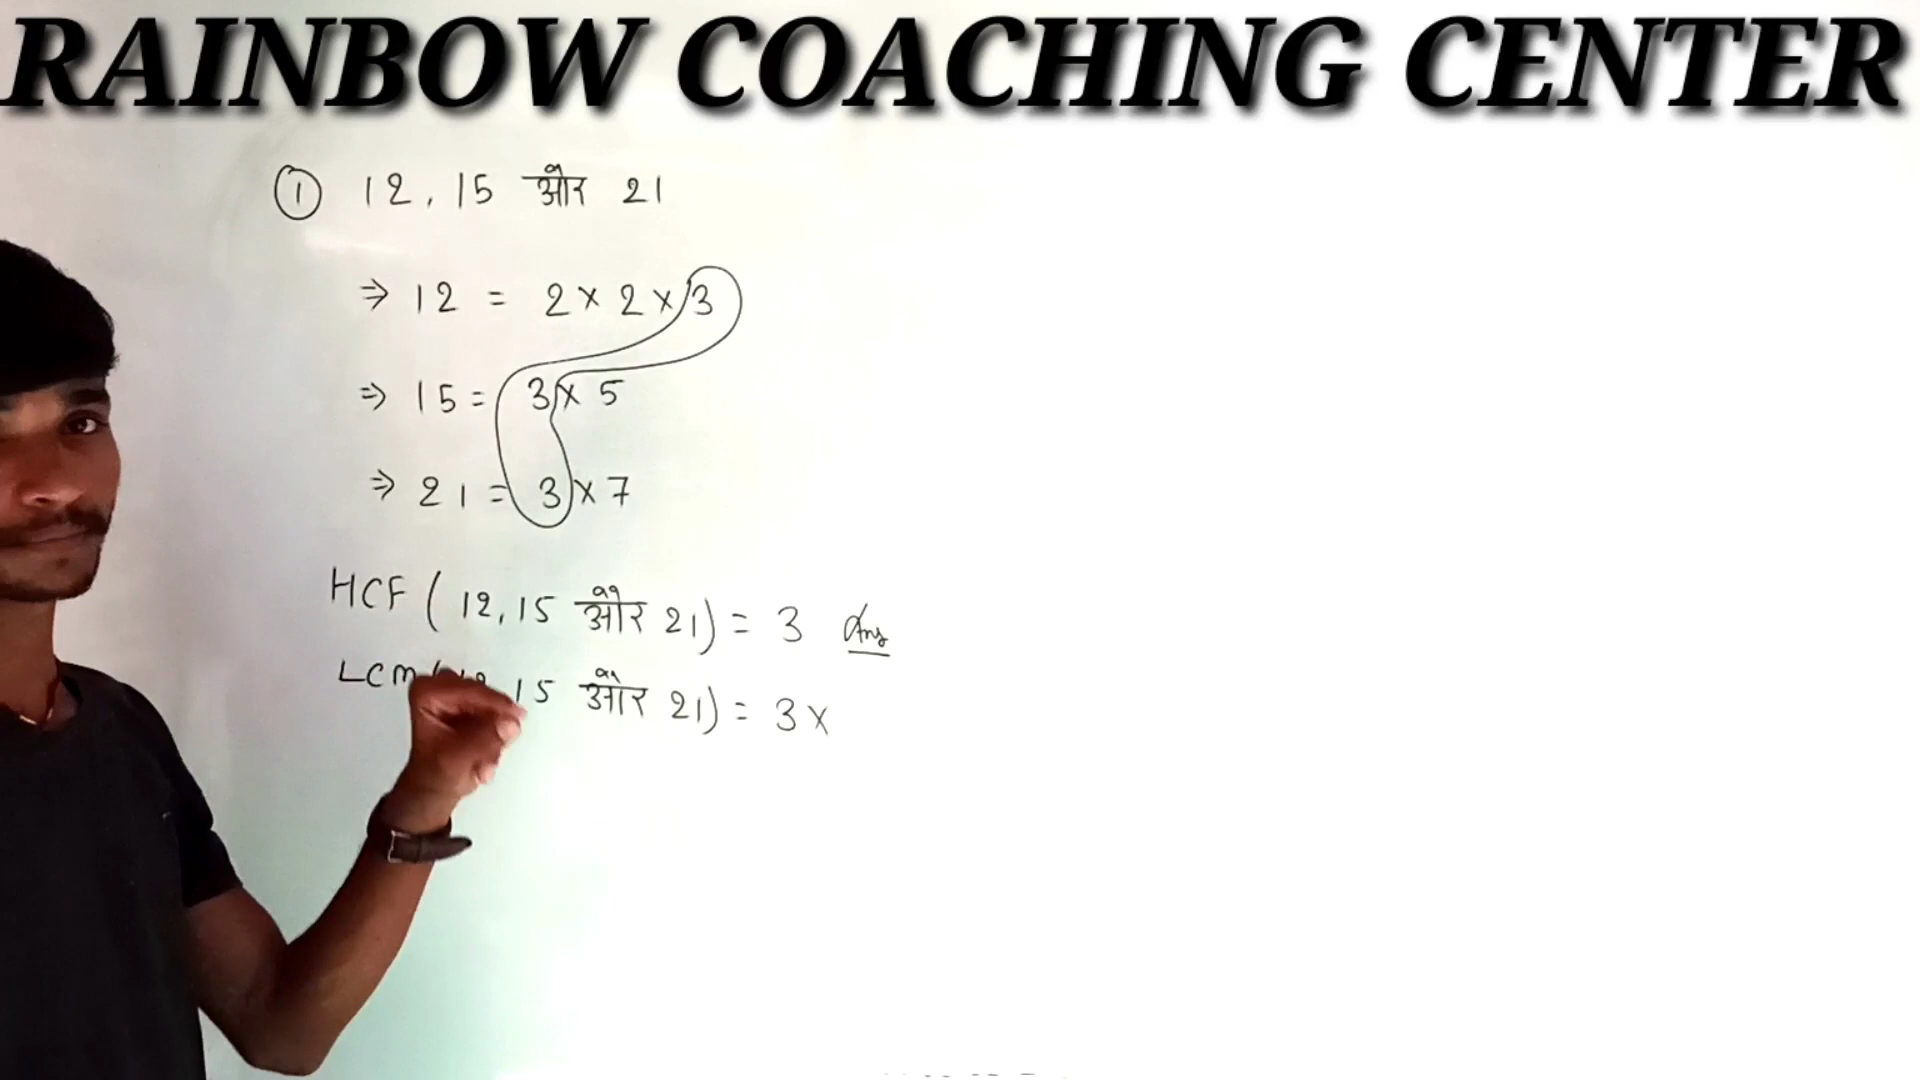 RAINBOW COACHING CENTER
① 12, 15 और 21
⇒ 12 = 2 × 2 × 3
⇒ 15 = 3 × 5
⇒ 21 = 3 × 7
HCF ( 12, 15 और 21) = 3 Ans
LCM 15 और 21) = 3 ×